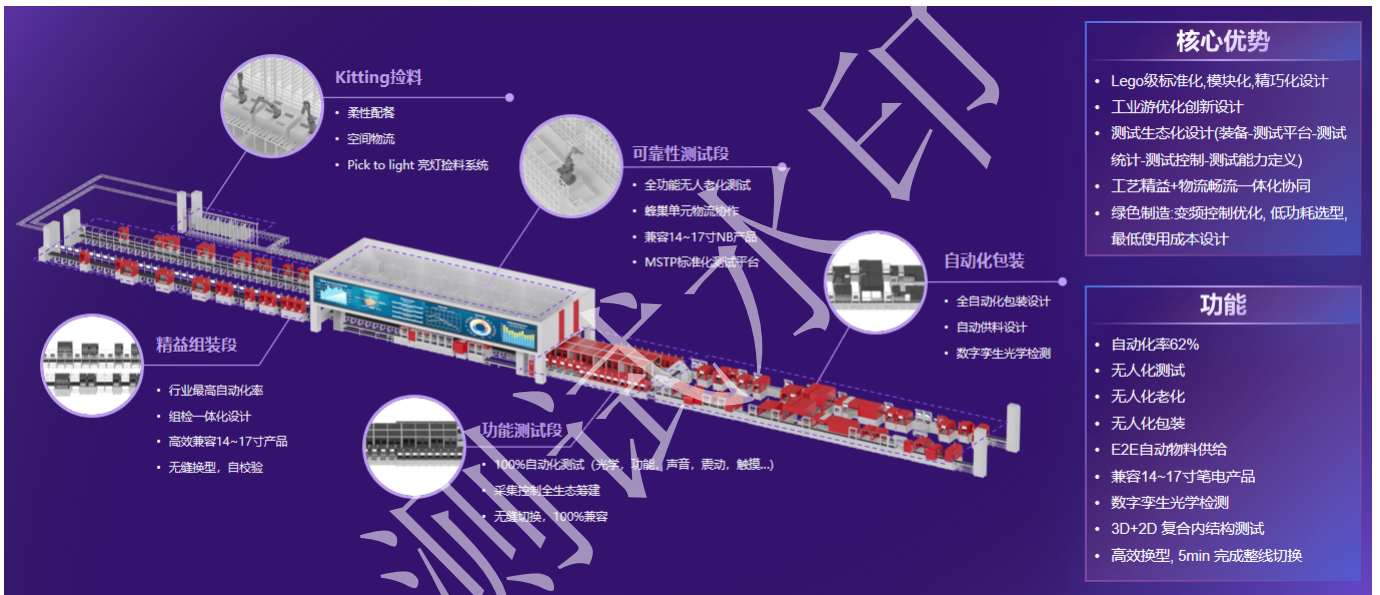 Kitting捡料
柔性配餐
空间物流
Pick to light 亮灯捡料系统
可靠性测试段
全功能无人老化测试
蜂巢单元物流协作
兼容14~17寸NB产品
MSTP标准化测试平台
自动化包装
全自动化包装设计
自动供料设计
数字孪生光学检测
精益组装段
行业最高自动化率
组检一体化设计
高效兼容14~17寸产品
无缝换型，自校验
功能测试段
100%自动化测试（光学，功能，声音，震动，触摸...）
采集控制全生态筹建
无缝切换，100%兼容
核心优势
Lego级标准化,模块化,精巧化设计
工业游优化创新设计
测试生态化设计(装备-测试平台-测试
统计-测试控制-测试能力定义)
工艺精益+物流畅流一体化协同
绿色制造:变频控制优化, 低功耗选型,
最低使用成本设计
功能
自动化率62%
无人化测试
无人化老化
无人化包装
E2E自动物料供给
兼容14~17寸笔电产品
数字孪生光学检测
3D+2D 复合内结构测试
高效换型, 5min 完成整线切换
测试水印